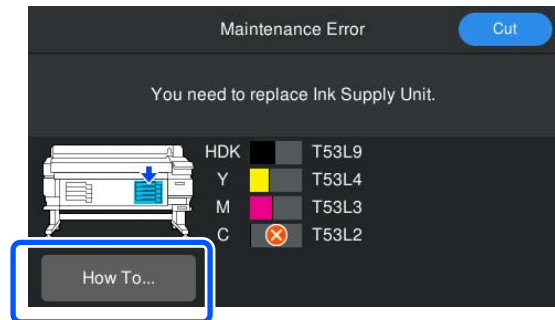 Maintenance Error
Cut
You need to replace Ink Supply Unit.
HDK T53L9
Y T53L4
M T53L3
C T53L2
How To...